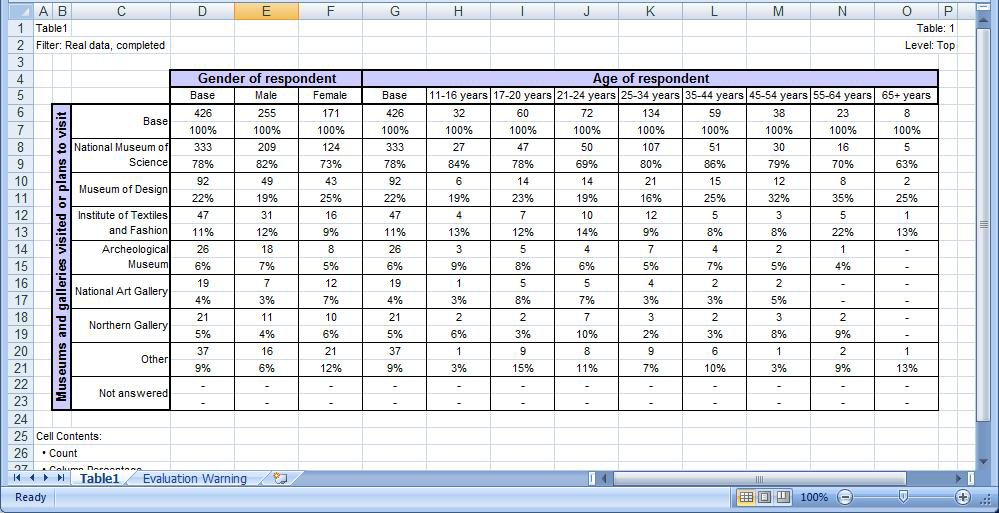 A B C D E F G H I J K L M N O P
1 Table1 Table: 1
2 Filter: Real data, completed Level: Top
3
4 Gender of respondent Age of respondent
5 Base Male Female Base 11-16 years 17-20 years 21-24 years 25-34 years 35-44 years 45-54 years 55-64 years 65+ years
Museums and galleries visited or plans to visit
6 Base 426 255 171 426 32 60 72 134 59 38 23 8
7 100% 100% 100% 100% 100% 100% 100% 100% 100% 100% 100% 100%
8 National Museum of 333 209 124 333 27 47 50 107 51 30 16 5
9 Science 78% 82% 73% 78% 84% 78% 69% 80% 86% 79% 70% 63%
10 Museum of Design 92 49 43 92 6 14 14 21 15 12 8 2
11 22% 19% 25% 22% 19% 23% 19% 16% 25% 32% 35% 25%
12 Institute of Textiles 47 31 16 47 4 7 10 12 5 3 5 1
13 and Fashion 11% 12% 9% 11% 13% 12% 14% 9% 8% 8% 22% 13%
14 Archeological 26 18 8 26 3 5 4 7 4 2 1 -
15 Museum 6% 7% 5% 6% 9% 8% 6% 5% 7% 5% 4% -
16 National Art Gallery 19 7 12 19 1 5 5 4 2 2 - -
17 4% 3% 7% 4% 3% 8% 7% 3% 3% 5% - -
18 Northern Gallery 21 11 10 21 2 2 7 3 2 3 2 -
19 5% 4% 6% 5% 6% 3% 10% 2% 3% 8% 9% -
20 Other 37 16 21 37 1 9 8 9 6 1 2 1
21 9% 6% 12% 9% 3% 15% 11% 7% 10% 3% 9% 13%
22 Not answered - - - - - - - - - - - -
23 - - - - - - - - - - - -
24
25 Cell Contents:
26 • Count
27 • Column Percentage
Table1 Evaluation Warning
Ready 100%